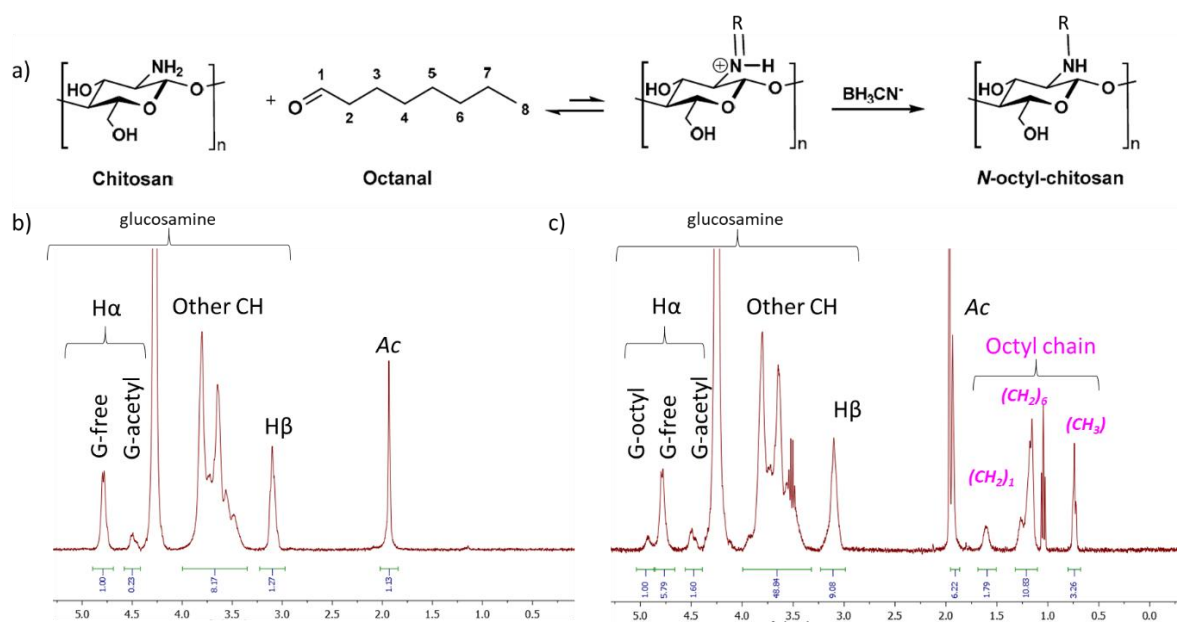 a)
HO
NH₂
O
O
OH
n
Chitosan
+
1
2
3
4
5
6
7
8
O
Octanal
R
⊕N-H
HO
O
O
OH
n
BH₃CN⁻
R
NH
HO
O
O
OH
n
N-octyl-chitosan
b)
glucosamine
Hα
Other CH
Ac
G-free
G-acetyl
Hβ
1.00
0.23
8.17
1.27
1.13
5.0 4.5 4.0 3.5 3.0 2.5 2.0 1.5 1.0 0.5
c)
glucosamine
Hα
Other CH
Ac
Octyl chain
G-octyl
G-free
G-acetyl
Hβ
(CH₂)₁
(CH₂)₆
(CH₃)
1.00
5.79
1.60
48.84
9.08
6.22
1.79
10.83
3.26
5.0 4.5 4.0 3.5 3.0 2.5 2.0 1.5 1.0 0.5 0.0